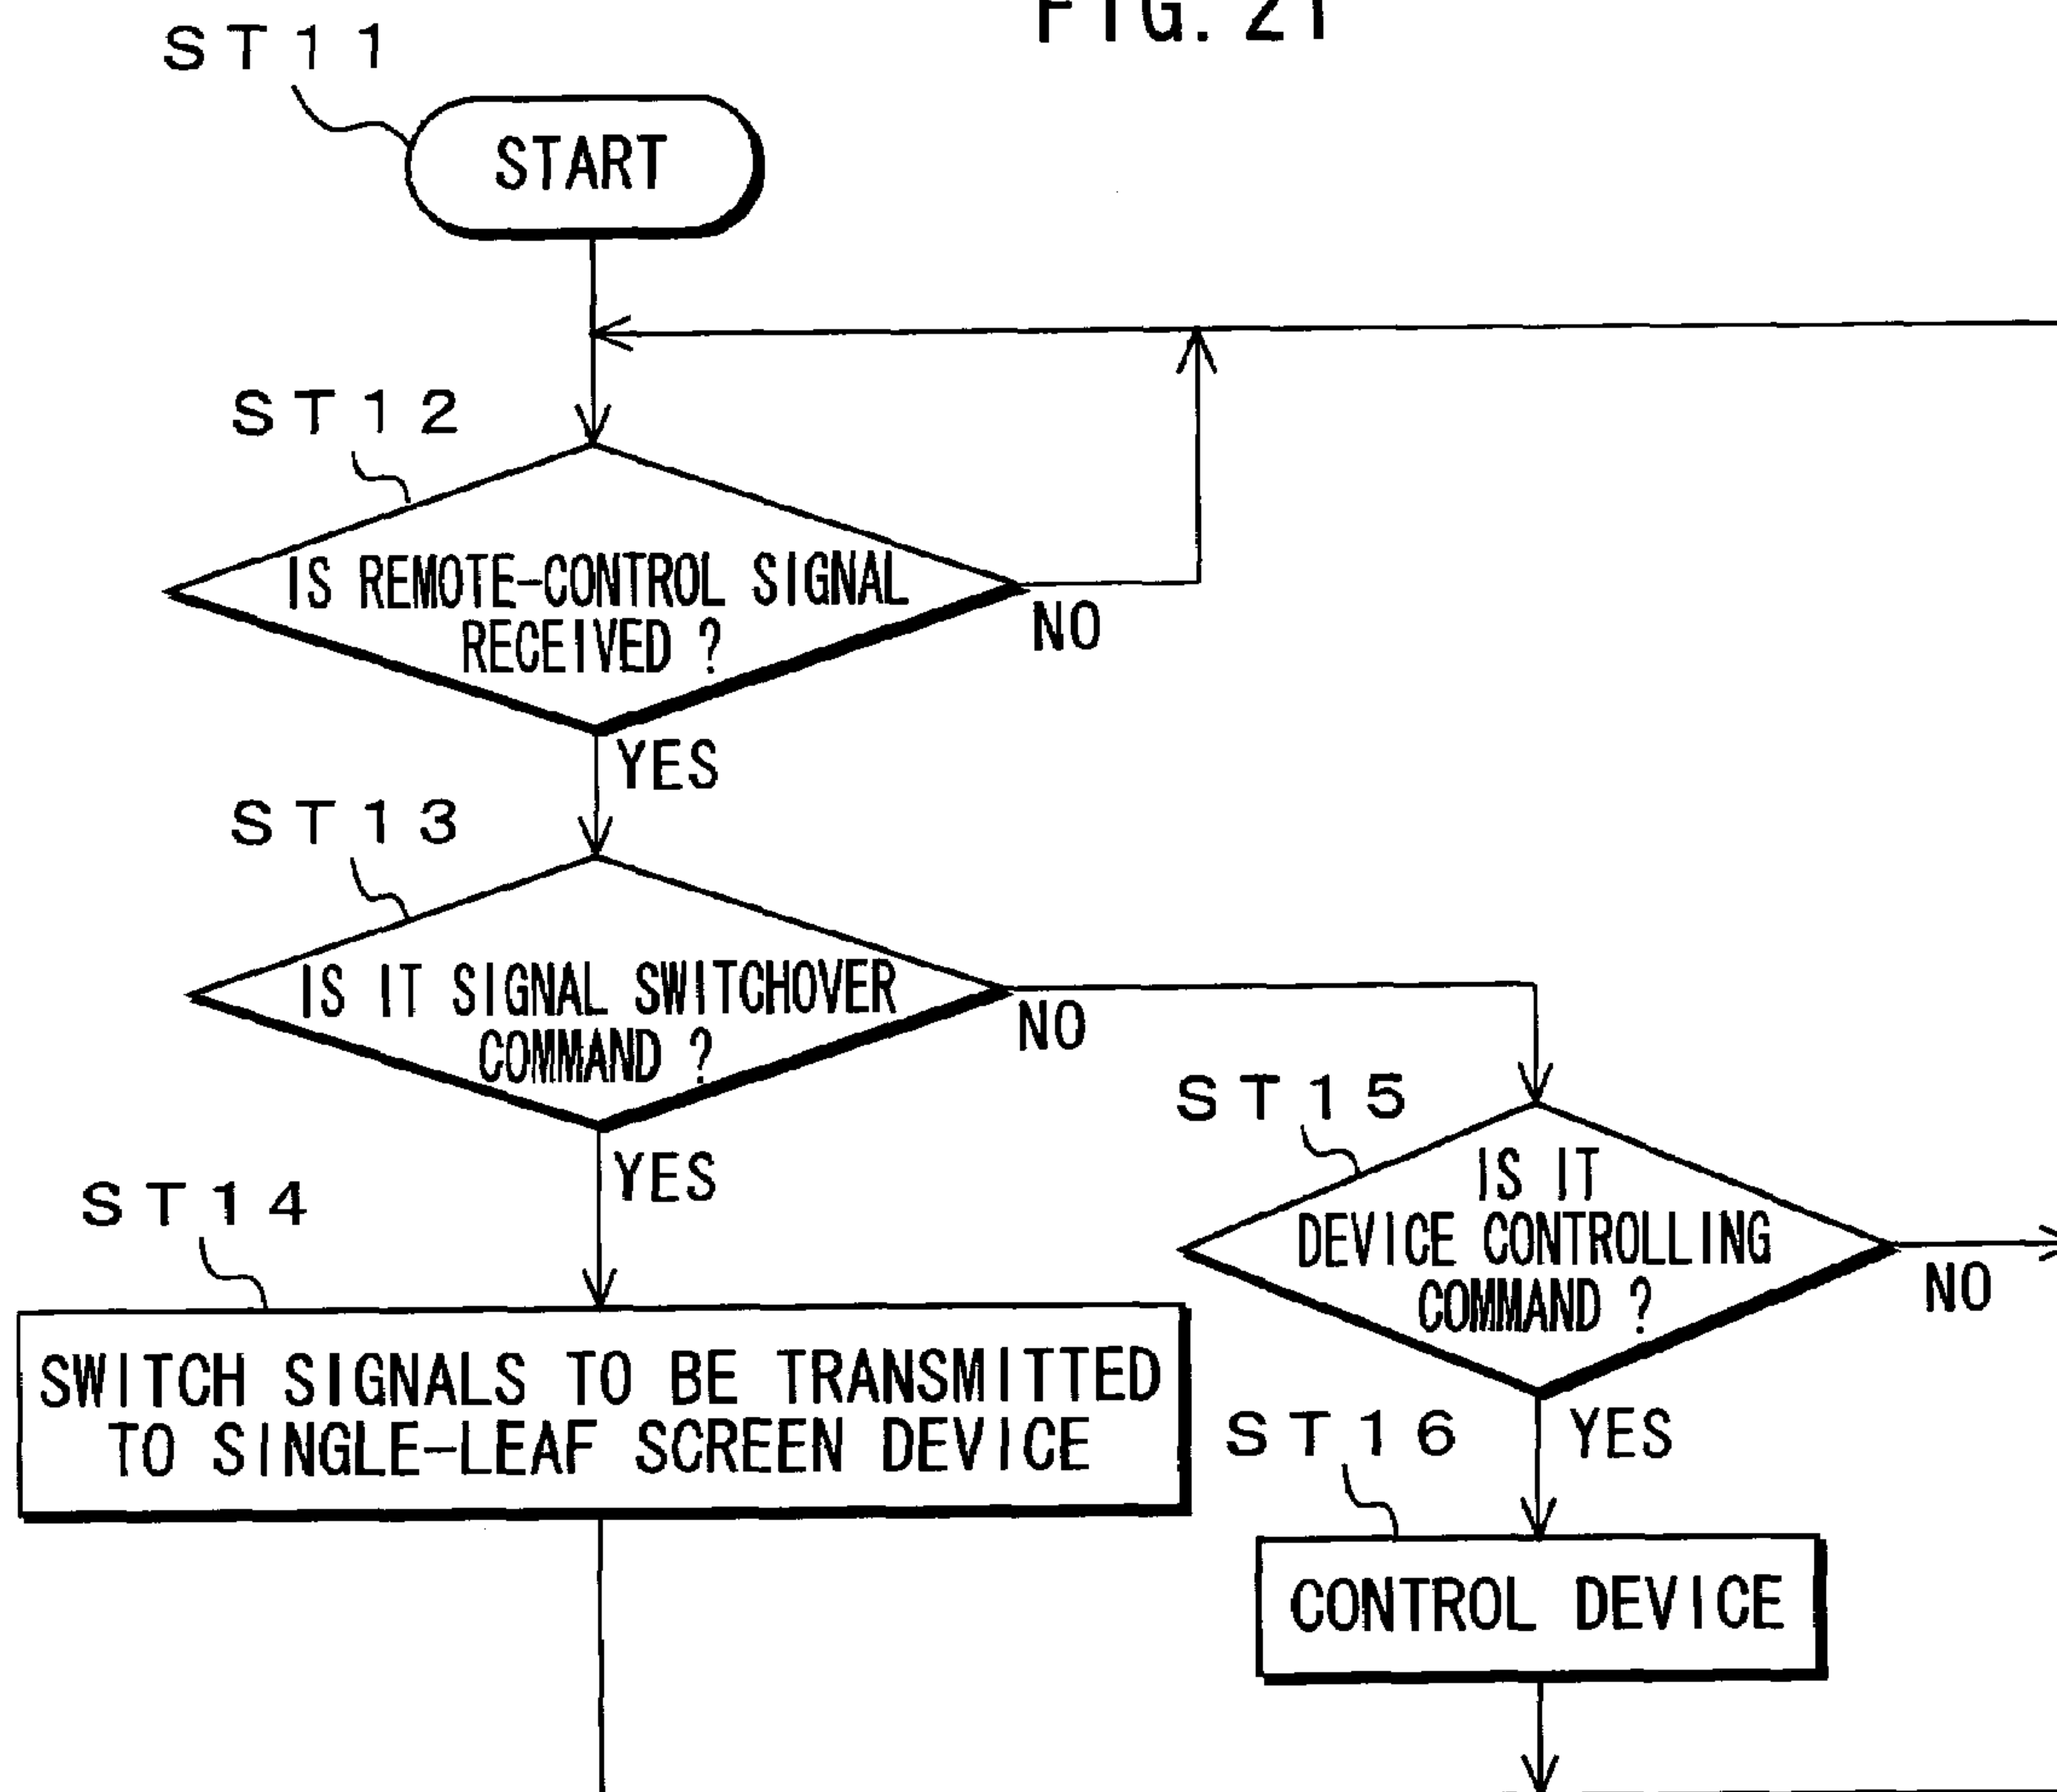 FIG. 21
ST11
START
ST12
IS REMOTE-CONTROL SIGNAL
RECEIVED ?
NO
YES
ST13
IS IT SIGNAL SWITCHOVER
COMMAND ?
NO
YES
ST14
SWITCH SIGNALS TO BE TRANSMITTED
TO SINGLE-LEAF SCREEN DEVICE
ST15
IS IT
DEVICE CONTROLLING
COMMAND ?
NO
YES
ST16
CONTROL DEVICE